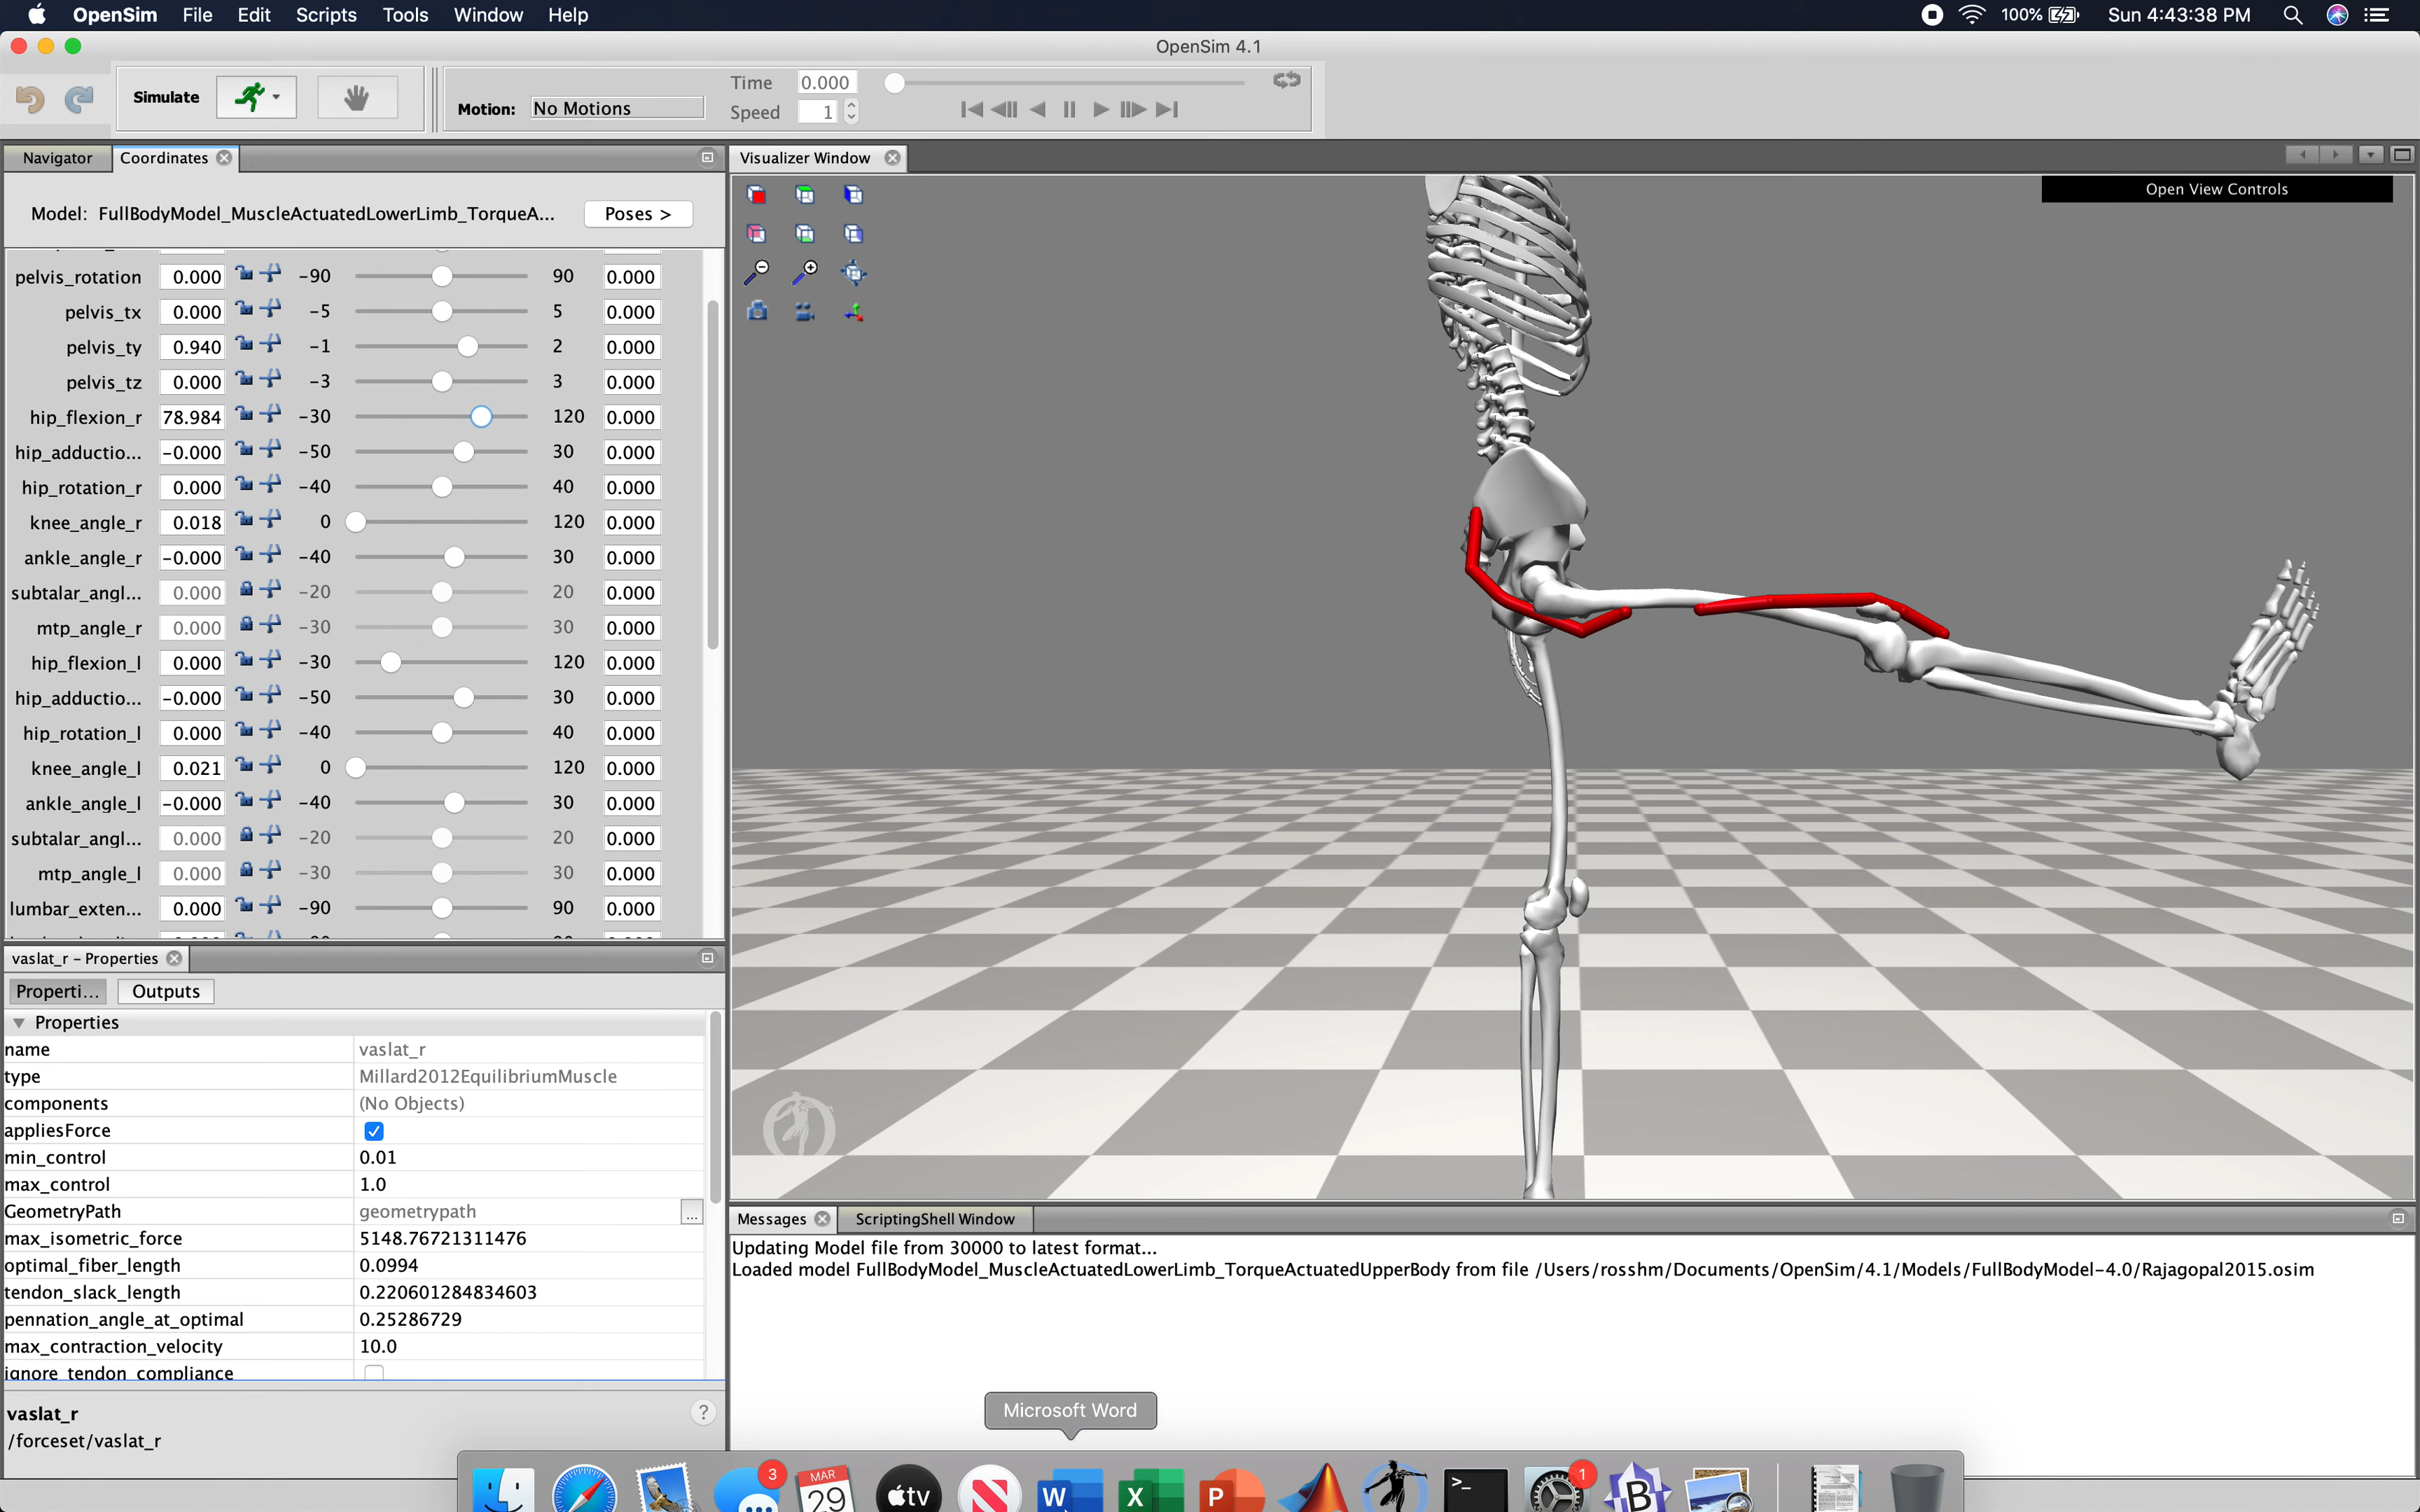 OpenSim File Edit Scripts Tools Window Help 100% Sun 4:43:38 PM
OpenSim 4.1
Simulate
Motion: No Motions
Time 0.000
Speed 1
Navigator Coordinates
Visualizer Window
Model: FullBodyModel_MuscleActuatedLowerLimb_TorqueA... Poses >
Open View Controls
pelvis_rotation 0.000 -90 90 0.000
pelvis_tx 0.000 -5 5 0.000
pelvis_ty 0.940 -1 2 0.000
pelvis_tz 0.000 -3 3 0.000
hip_flexion_r 78.984 -30 120 0.000
hip_adductio... -0.000 -50 30 0.000
hip_rotation_r 0.000 -40 40 0.000
knee_angle_r 0.018 0 120 0.000
ankle_angle_r -0.000 -40 30 0.000
subtalar_angl... 0.000 -20 20 0.000
mtp_angle_r 0.000 -30 30 0.000
hip_flexion_l 0.000 -30 120 0.000
hip_adductio... -0.000 -50 30 0.000
hip_rotation_l 0.000 -40 40 0.000
knee_angle_l 0.021 0 120 0.000
ankle_angle_l -0.000 -40 30 0.000
subtalar_angl... 0.000 -20 20 0.000
mtp_angle_l 0.000 -30 30 0.000
lumbar_exten... 0.000 -90 90 0.000
vaslat_r - Properties
Properti... Outputs
Properties
name vaslat_r
type Millard2012EquilibriumMuscle
components (No Objects)
appliesForce
min_control 0.01
max_control 1.0
GeometryPath geometrypath ...
max_isometric_force 5148.76721311476
optimal_fiber_length 0.0994
tendon_slack_length 0.220601284834603
pennation_angle_at_optimal 0.25286729
max_contraction_velocity 10.0
ignore_tendon_compliance
vaslat_r ?
/forceset/vaslat_r
Messages ScriptingShell Window
Updating Model file from 30000 to latest format...
Loaded model FullBodyModel_MuscleActuatedLowerLimb_TorqueActuatedUpperBody from file /Users/rosshm/Documents/OpenSim/4.1/Models/FullBodyModel-4.0/Rajagopal2015.osim
Microsoft Word
3 MAR 29 tv W X P >_ 1 B